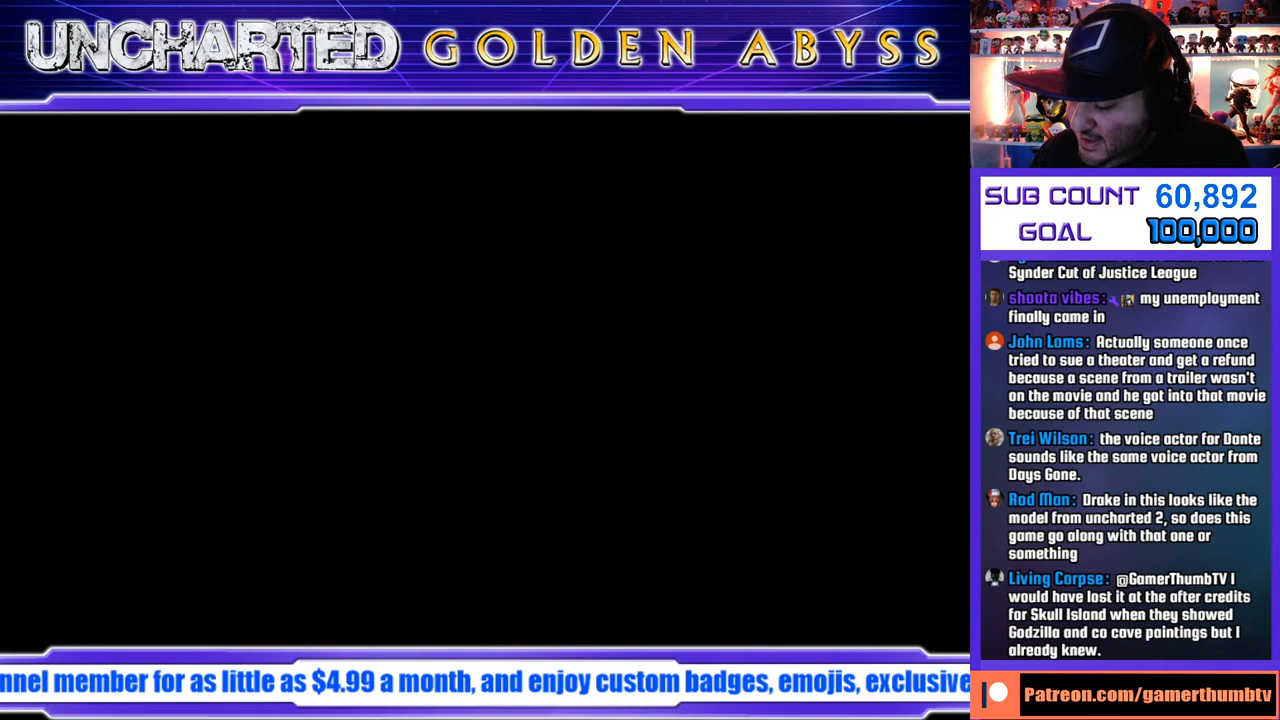 UNCHARTED GOLDEN ABYSS
SUB COUNT 60,892
GOAL 100,000
Synder Cut of Justice League
shoota vibes: my unemployment
finally came in
John Loms: Actually someone once
tried to sue a theater and get a refund
because a scene from a trailer wasn't
on the movie and he got into that movie
because of that scene
Trei Wilson: the voice actor for Dante
sounds like the same voice actor from
Days Gone.
Rad Man: Drake in this looks like the
model from uncharted 2, so does this
game go along with that one or
something
Living Corpse: @GamerThumbTV I
would have lost it at the after credits
for Skull Island when they showed
Godzilla and co cave paintings but I
already knew.
nnel member for as little as $4.99 a month, and enjoy custom badges, emojis, exclusive
Patreon.com/gamerthumbtv